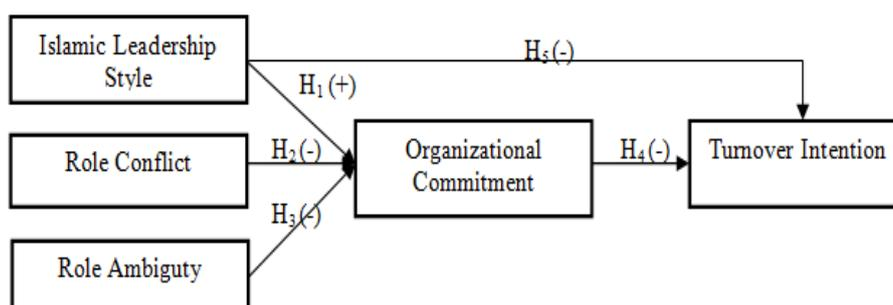 Islamic Leadership
Style
H5(-)
H1 (+)
Role Conflict
H2(-)
Organizational
Commitment
H4(-)
Turnover Intention
H3(-)
Role Ambiguty